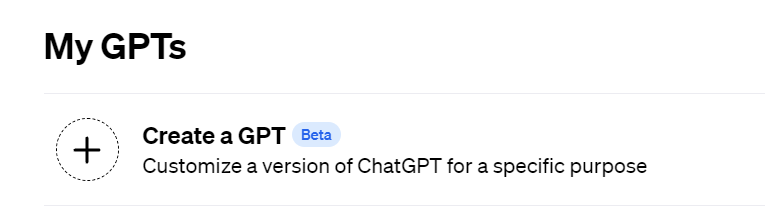 My GPTs
Create a GPT Beta
Customize a version of ChatGPT for a specific purpose